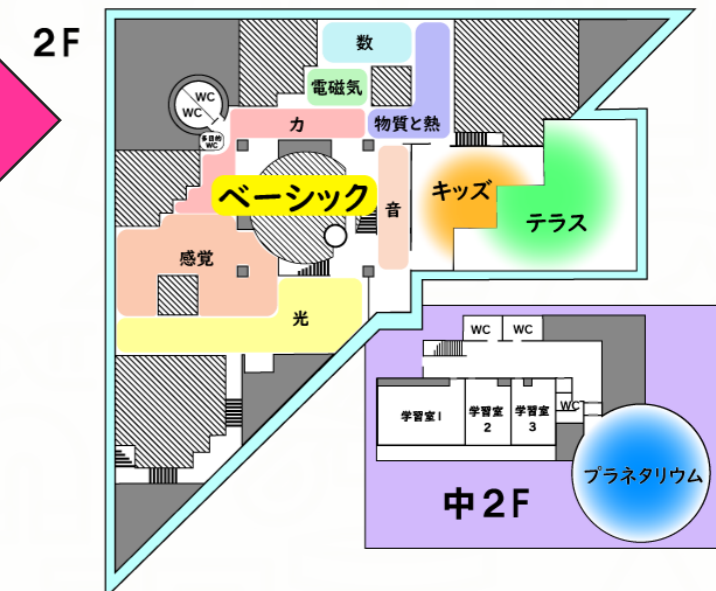 2F
数
電磁気
物質と熱
力
WC
WC
多目的
WC
ベーシック
音
キッズ
テラス
感覚
光
WC
WC
学習室1
学習室
2
学習室
3
WC
プラネタリウム
中2F